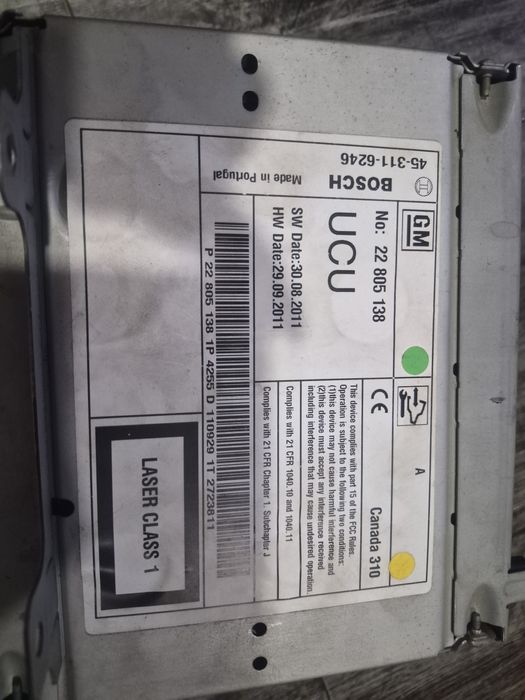 GM
A
No: 22 805 138
Canada 310
UCU
This device complies with part 15 of the FCC Rules.
Operation is subject to the following two conditions:
(1)this device may not cause harmful interference and
(2)this device must accept any interference received
including interference that may cause undesired operation.
SW Date:30.08.2011
HW Date:29.09.2011
Complies with 21 CFR 1040.10 and 1040.11
Complies with 21 CFR Chapter 1. Subchapter J
P 22 805 138 1P 4255 D 110929 1T 2723811
LASER CLASS 1
45-311-6246
BOSCH
Made in Portugal
CE